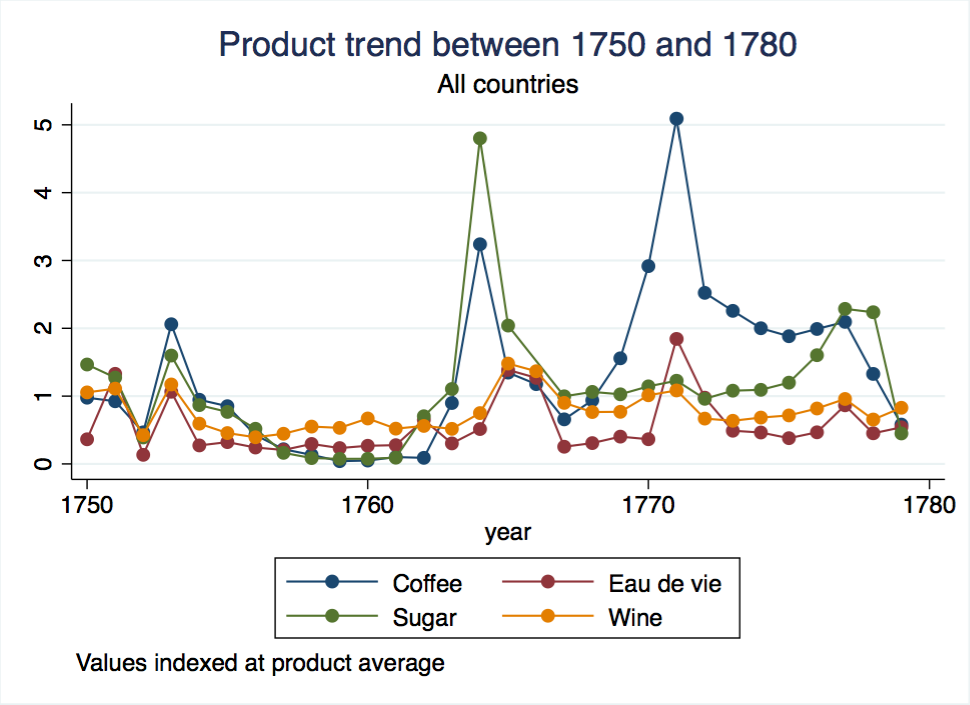 Product trend between 1750 and 1780
All countries
5
4
3
2
1
0
1750 1760 1770 1780
year
Coffee Eau de vie
Sugar Wine
Values indexed at product average